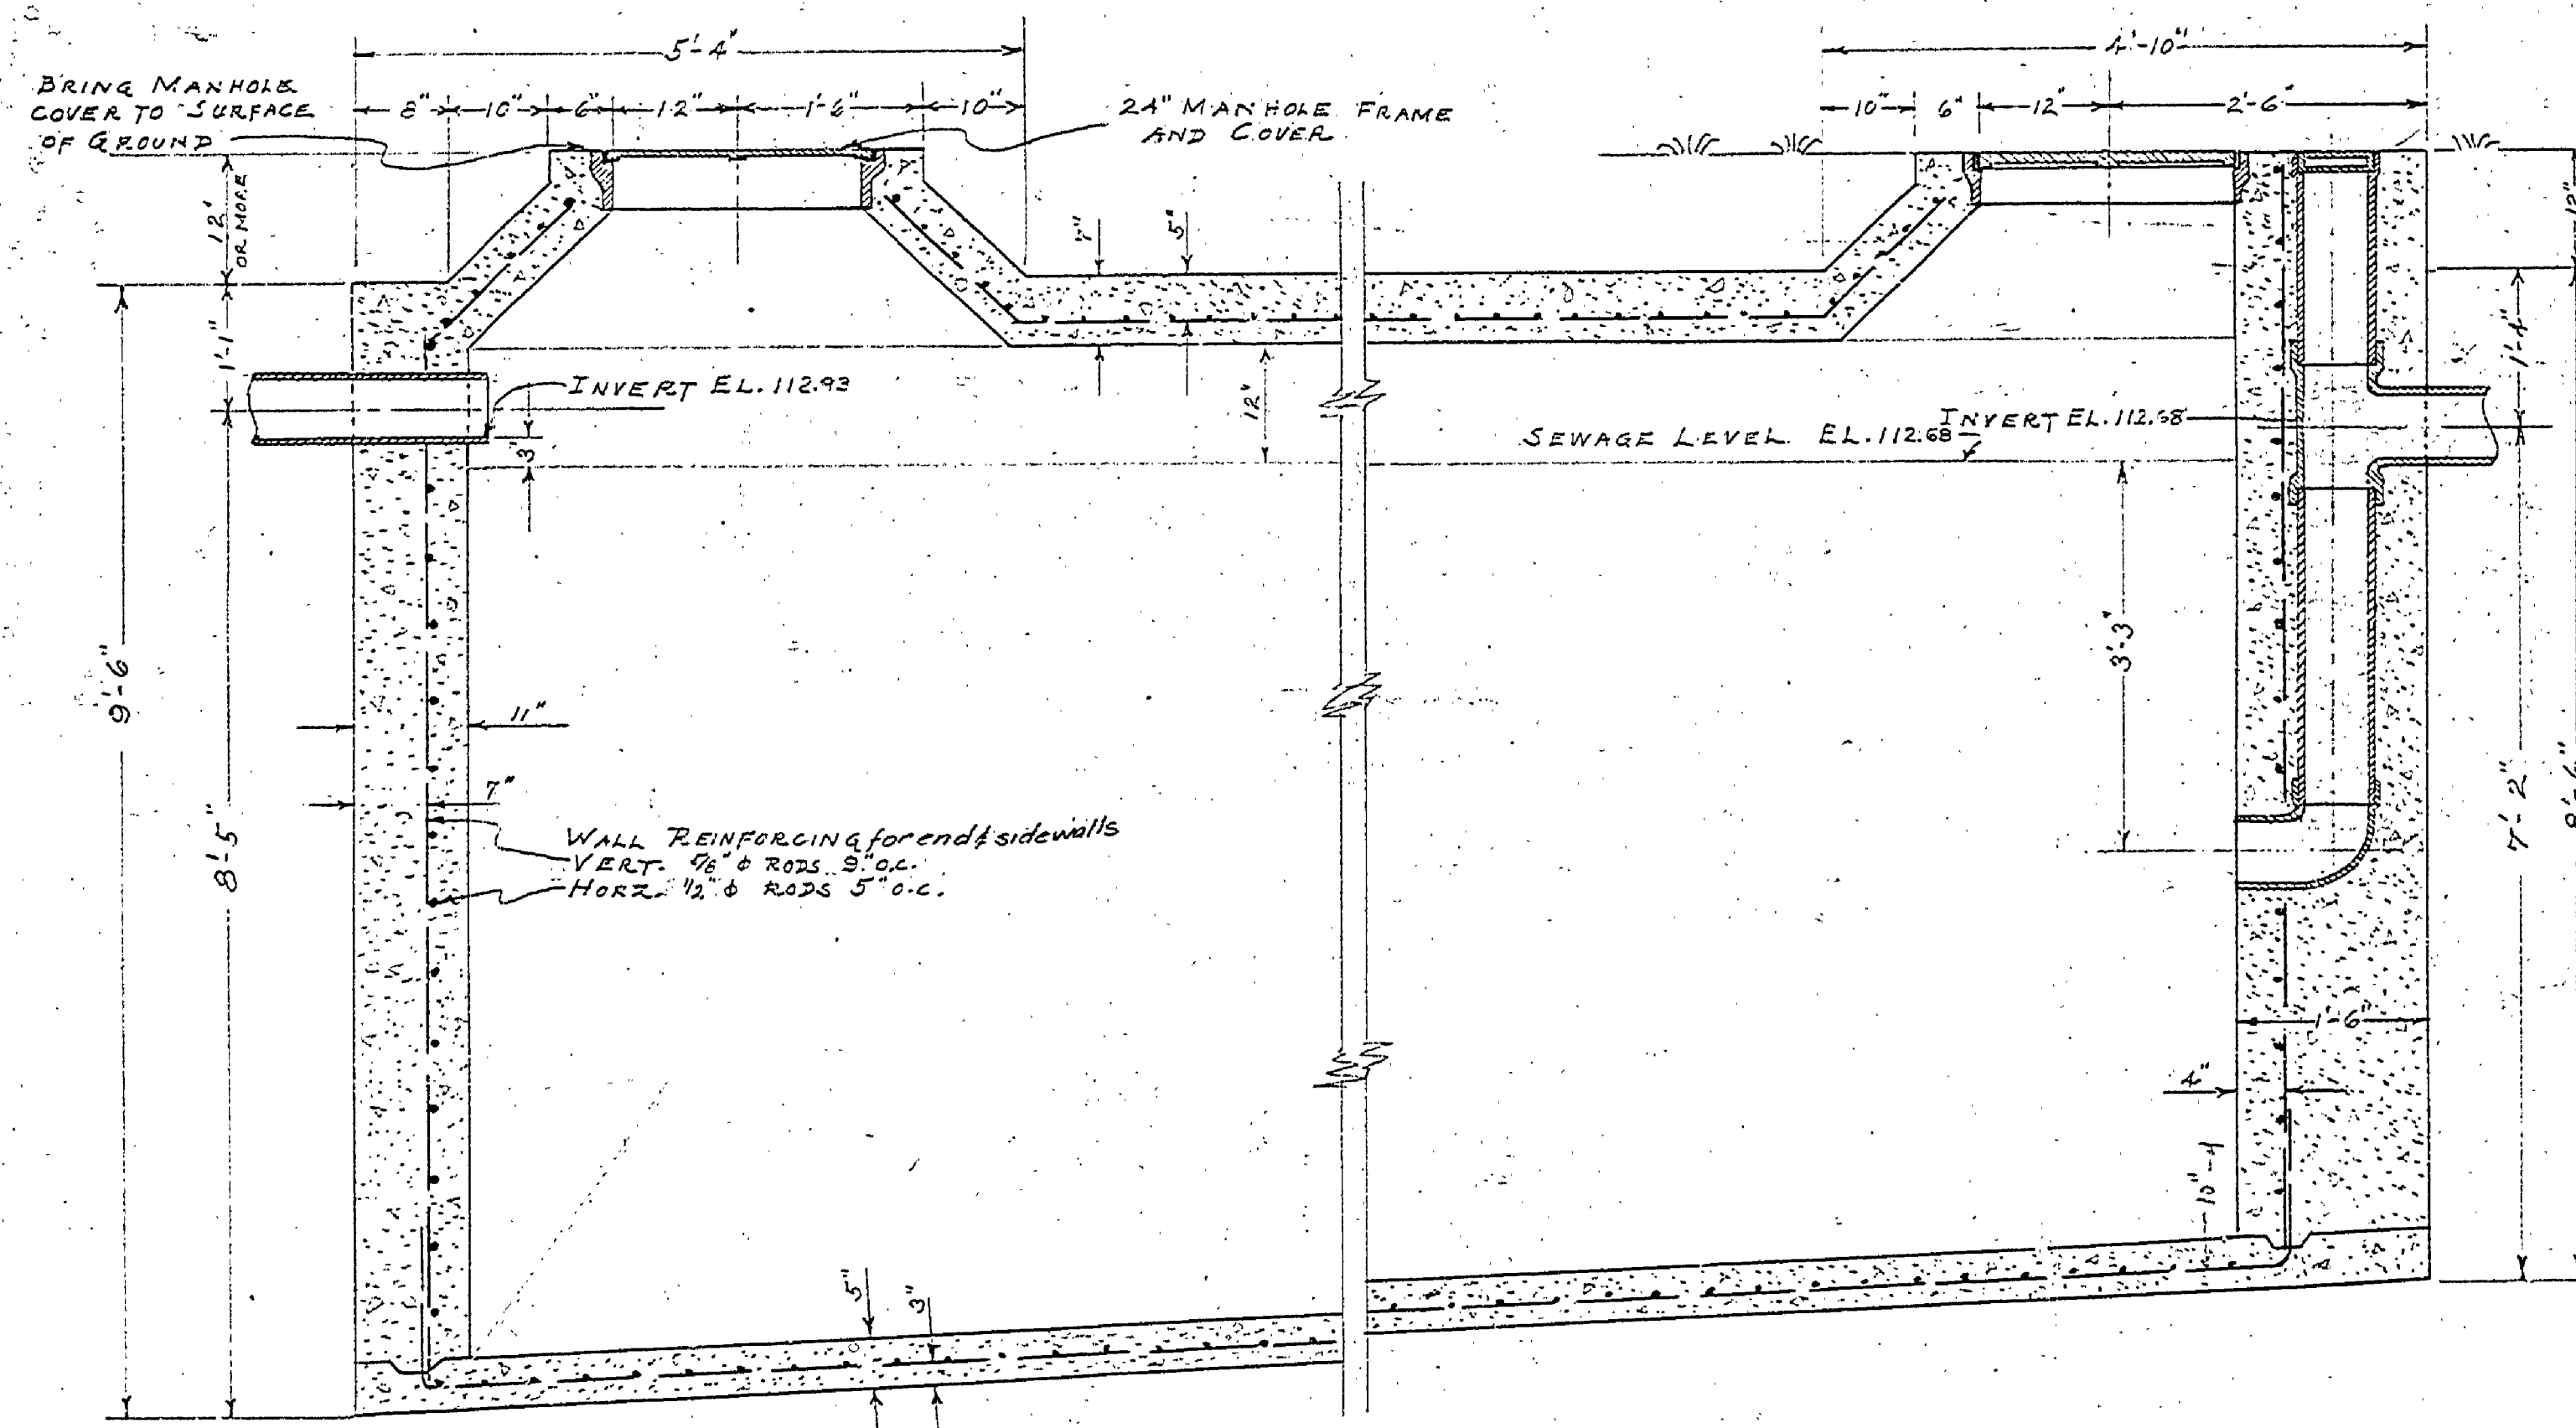 5'-4"
4'-10"
BRING MANHOLE
COVER TO SURFACE
OF GROUND
8" 10" 6" 12" 1'-6" 10"
24" MANHOLE FRAME
AND COVER
10" 6" 12" 2'-6"
12"
OR MORE
7" 5"
12"
1'-1"
1'-4"
INVERT EL. 112.93
3"
12"
SEWAGE LEVEL EL. 112.68
INVERT EL. 112.68
9'-6"
8'-5"
11"
3'-3"
7"
7'-2"
WALL REINFORCING for end & sidewalls
VERT. 5/8" φ RODS 9" O.C.
HORZ. 1/2" φ RODS 5" O.C.
1'-6"
4"
10"
5" 3"